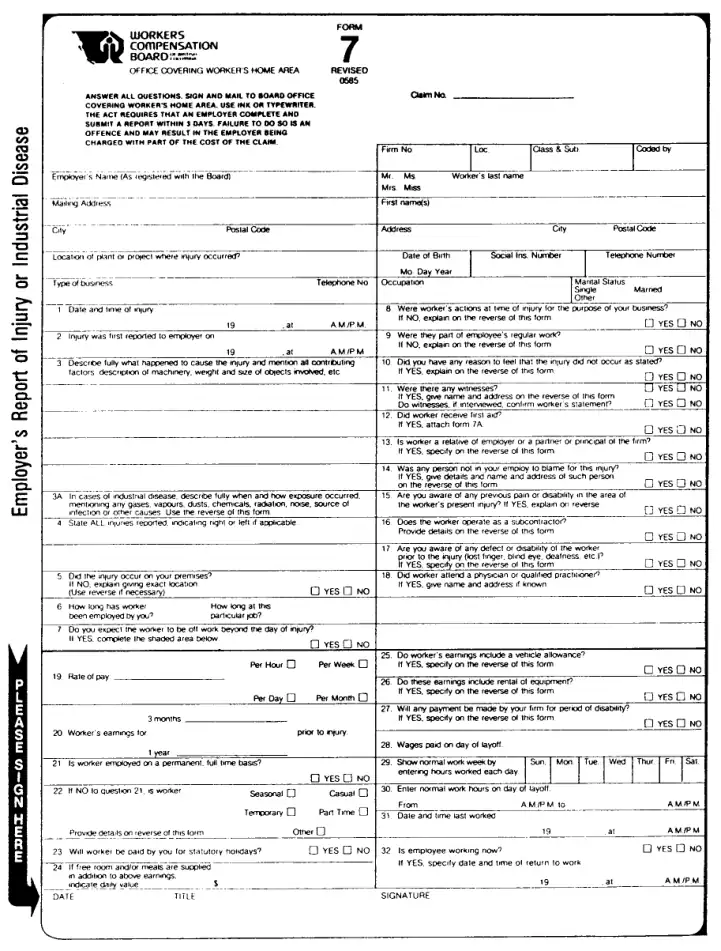 WORKERS
COMPENSATION
BOARD
OFFICE COVERING WORKER'S HOME AREA
FORM
7
REVISED
0585
ANSWER ALL QUESTIONS. SIGN AND MAIL TO BOARD OFFICE
COVERING WORKER'S HOME AREA. USE INK OR TYPEWRITER.
THE ACT REQUIRES THAT AN EMPLOYER COMPLETE AND
SUBMIT A REPORT WITHIN 3 DAYS. FAILURE TO DO SO IS AN
OFFENCE AND MAY RESULT IN THE EMPLOYER BEING
CHARGED WITH PART OF THE COST OF THE CLAIM.
Claim No.
Employer's Report of Injury or Industrial Disease
Firm No
Loc
Class & Sub
Coded by
Employer's Name (As registered with the Board)
Mr. Ms. Worker's last name
Mrs. Miss
Mailing Address
First name(s)
City Postal Code
Address City Postal Code
Location of plant or project where injury occurred?
Date of Birth
Mo Day Year
Social Ins. Number
Telephone Number
Type of business Telephone No
Occupation
Marital Status
Single Married
Other
1 Date and time of injury
19 , at A M /P M.
2 Injury was first reported to employer on
19 , at A M /P M
3 Describe fully what happened to cause the injury and mention all contributing
factors: description of machinery, weight and size of objects involved, etc
3A In cases of industrial disease, describe fully when and how exposure occurred,
mentioning any gases, vapours, dusts, chemicals, radiation, noise, source of
infection or other causes. Use the reverse of this form
4 State ALL injuries reported, indicating right or left if applicable
5. Did the injury occur on your premises?
If NO, explain giving exact location
(Use reverse if necessary) YES NO
6 How long has worker How long at this
been employed by you? particular job?
7 Do you expect the worker to be off work beyond the day of injury?
If YES, complete the shaded area below YES NO
8 Were worker's actions at time of injury for the purpose of your business?
If NO, explain on the reverse of this form YES NO
9 Were they part of employee's regular work?
If NO, explain on the reverse of this form YES NO
10. Did you have any reason to feel that the injury did not occur as stated?
If YES, explain on the reverse of this form YES NO
11. Were there any witnesses? YES NO
If YES, give name and address on the reverse of this form
Do witnesses, if interviewed, confirm worker's statement? YES NO
12. Did worker receive first aid?
If YES, attach form 7A YES NO
13. Is worker a relative of employer or a partner or principal of the firm?
If YES, specify on the reverse of this form YES NO
14. Was any person not in your employ to blame for this injury?
If YES, give details and name and address of such person
on the reverse of this form YES NO
15. Are you aware of any previous pain or disability in the area of
the worker's present injury? If YES, explain on reverse YES NO
16. Does the worker operate as a subcontractor?
Provide details on the reverse of this form YES NO
17 Are you aware of any defect or disability of the worker
prior to the injury (lost finger, blind eye, deafness, etc.)?
If YES, specify on the reverse of this form YES NO
18. Did worker attend a physician or qualified practitioner?
If YES, give name and address if known YES NO
PLEASE SIGN HERE
19 Rate of pay Per Hour Per Week
Per Day Per Month
20 Worker's earnings for 3 months prior to injury
1 year
21 Is worker employed on a permanent, full time basis?
YES NO
22 If NO to question 21, is worker Seasonal Casual
Temporary Part Time
Provide details on reverse of this form Other
23 Will worker be paid by you for statutory holidays? YES NO
24 If free room and/or meals are supplied
in addition to above earnings,
indicate daily value $
25. Do worker's earnings include a vehicle allowance?
If YES, specify on the reverse of this form YES NO
26. Do these earnings include rental of equipment?
If YES, specify on the reverse of this form YES NO
27. Will any payment be made by your firm for period of disability?
If YES, specify on the reverse of this form YES NO
28. Wages paid on day of layoff.
29. Show normal work week by
entering hours worked each day
Sun. Mon. Tue. Wed Thur. Fri. Sat.
30. Enter normal work hours on day of layoff.
From A M /P M to A M /P M
31. Date and time last worked
19 at A M /P M
32 Is employee working now? YES NO
If YES, specify date and time of return to work
19 , at A M /P M
DATE TITLE SIGNATURE